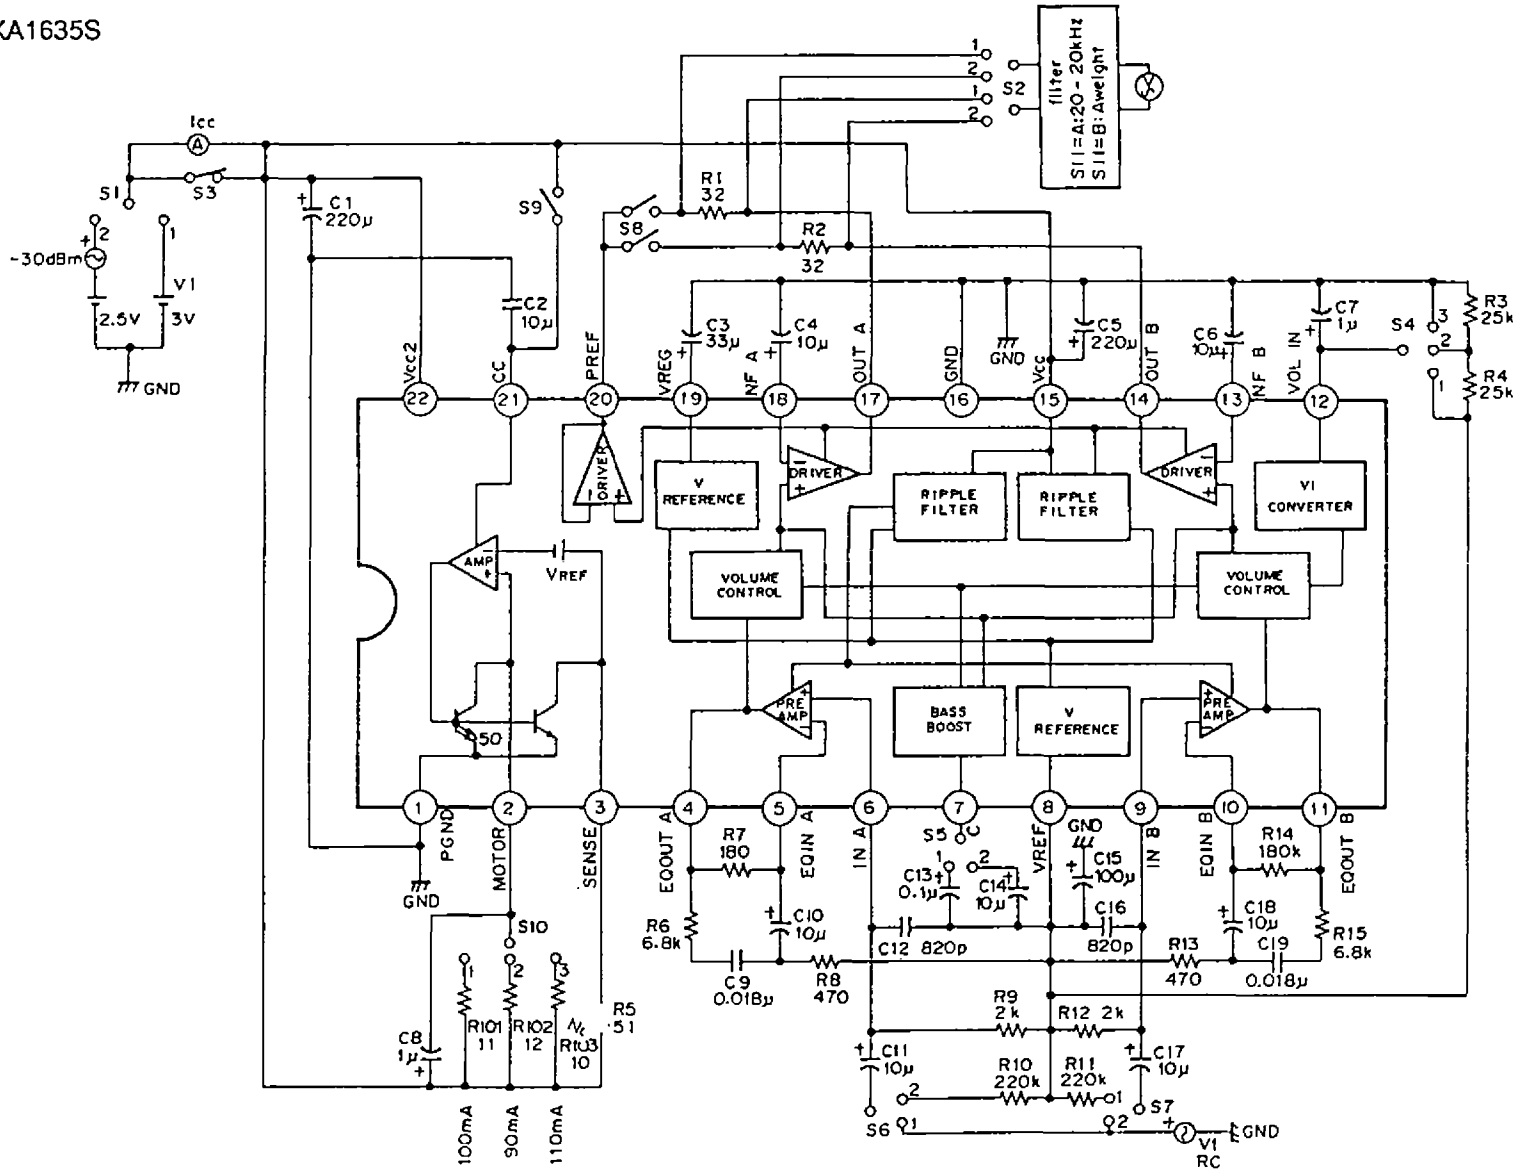 KA1635S
filter
S11=A:20-20kHz
S11=B:Aweight
V
1
2
1
2
S2
Icc
A
S1
S3
2
1
+
-30dBm
2.5V
V1
3V
GND
+
C1
220μ
C2
10μ
S9
S8
R1
32
R2
32
C3
33μ
+
C4
10μ
+
GND
C5
220μ
+
C6
10μ
+
C7
1μ
+
S4
3
2
1
R3
25k
R4
25k
Vcc2
CC
PREF
VREG
NF A
OUT A
GND
Vcc
OUT B
NF B
VOL IN
22
21
20
19
18
17
16
15
14
13
12
DRIVER
-
+
V
REFERENCE
-
DRIVER
+
RIPPLE
FILTER
RIPPLE
FILTER
-
DRIVER
+
VI
CONVERTER
AMP
-
+
VREF
VOLUME
CONTROL
VOLUME
CONTROL
50
+
PRE
AMP
-
BASS
BOOST
V
REFERENCE
+
PRE
AMP
-
1
2
3
4
5
6
7
8
9
10
11
PGND
MOTOR
SENSE
EQOUT A
EQIN A
IN A
S5
C
VREF
GND
IN B
EQIN B
EQOUT B
GND
R7
180
R14
180k
1
2
C13
0.1μ
+
C14
10μ
+
C15
100μ
+
R6
6.8k
C10
10μ
+
C12 820p
C16
820p
C18
10μ
+
R15
6.8k
C9
0.018μ
R8
470
R13
470
C19
0.018μ
S10
1
2
3
R101
11
R102
12
R103
10
R5
51
C8
1μ
+
R9
2k
R12 2k
C11
10μ
+
R10
220k
R11
220k
C17
10μ
+
S6
2
1
1
2
S7
+
V1
RC
GND
100mA
90mA
110mA